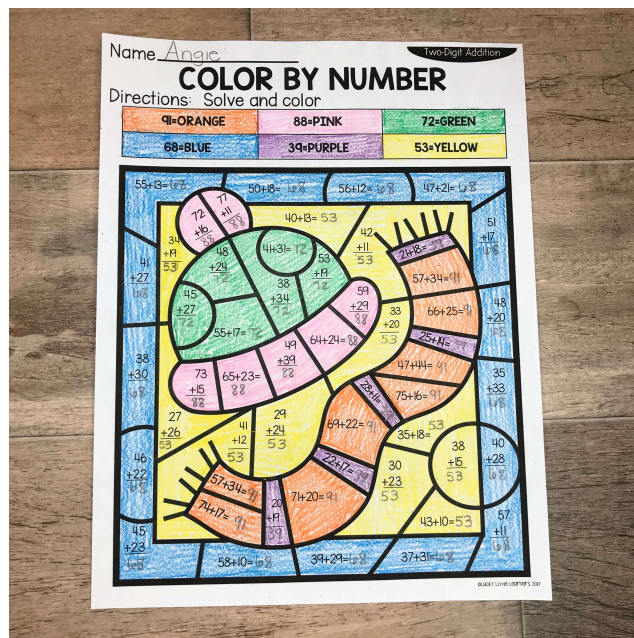 Name Angie
Two-Digit Addition
COLOR BY NUMBER
Directions: Solve and color
91=ORANGE 88=PINK 72=GREEN
68=BLUE 39=PURPLE 53=YELLOW
55+13=68 50+18=68 56+12=68 47+21=68
72 +16 88
77 +11 88
40+13=53
34 +19 53
48 +24 72
41+31=72
53 +19 72
42 +11 53
21+18=39
51 +17 68
41 +27 68
45 +27 72
38 +34 72
59 +29 88
57+34=91
33 +20 53
66+25=91
48 +20 68
55+17=72
64+24=88
25+14=39
38 +30 68
73 +15 88
65+23=88
49 +39 88
47+44=91
35 +33 68
28+11=39
75+16=91
27 +26 53
41 +12 53
29 +24 53
69+22=91
35+18=53
38 +15 53
40 +28 68
46 +22 68
57+34=91
22+17=39
30 +23 53
74+17=91
20 +19 39
71+20=91
43+10=53
57 +11 68
45 +23 68
58+10=68 39+29=68 37+31=68
©Lucky Little Learners 2017